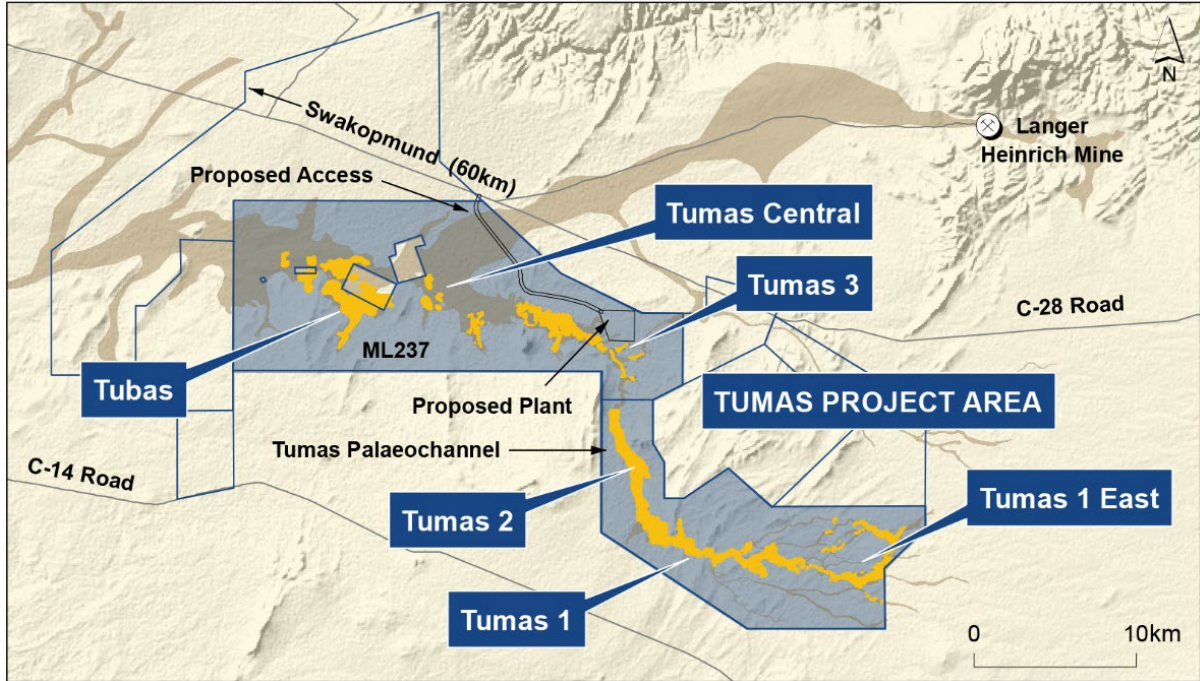 N
Swakopmund (60km)
Langer
Heinrich Mine
Proposed Access
Tumas Central
Tumas 3
C-28 Road
ML237
Tubas
Proposed Plant
TUMAS PROJECT AREA
Tumas Palaeochannel
C-14 Road
Tumas 2
Tumas 1 East
Tumas 1
0 10km